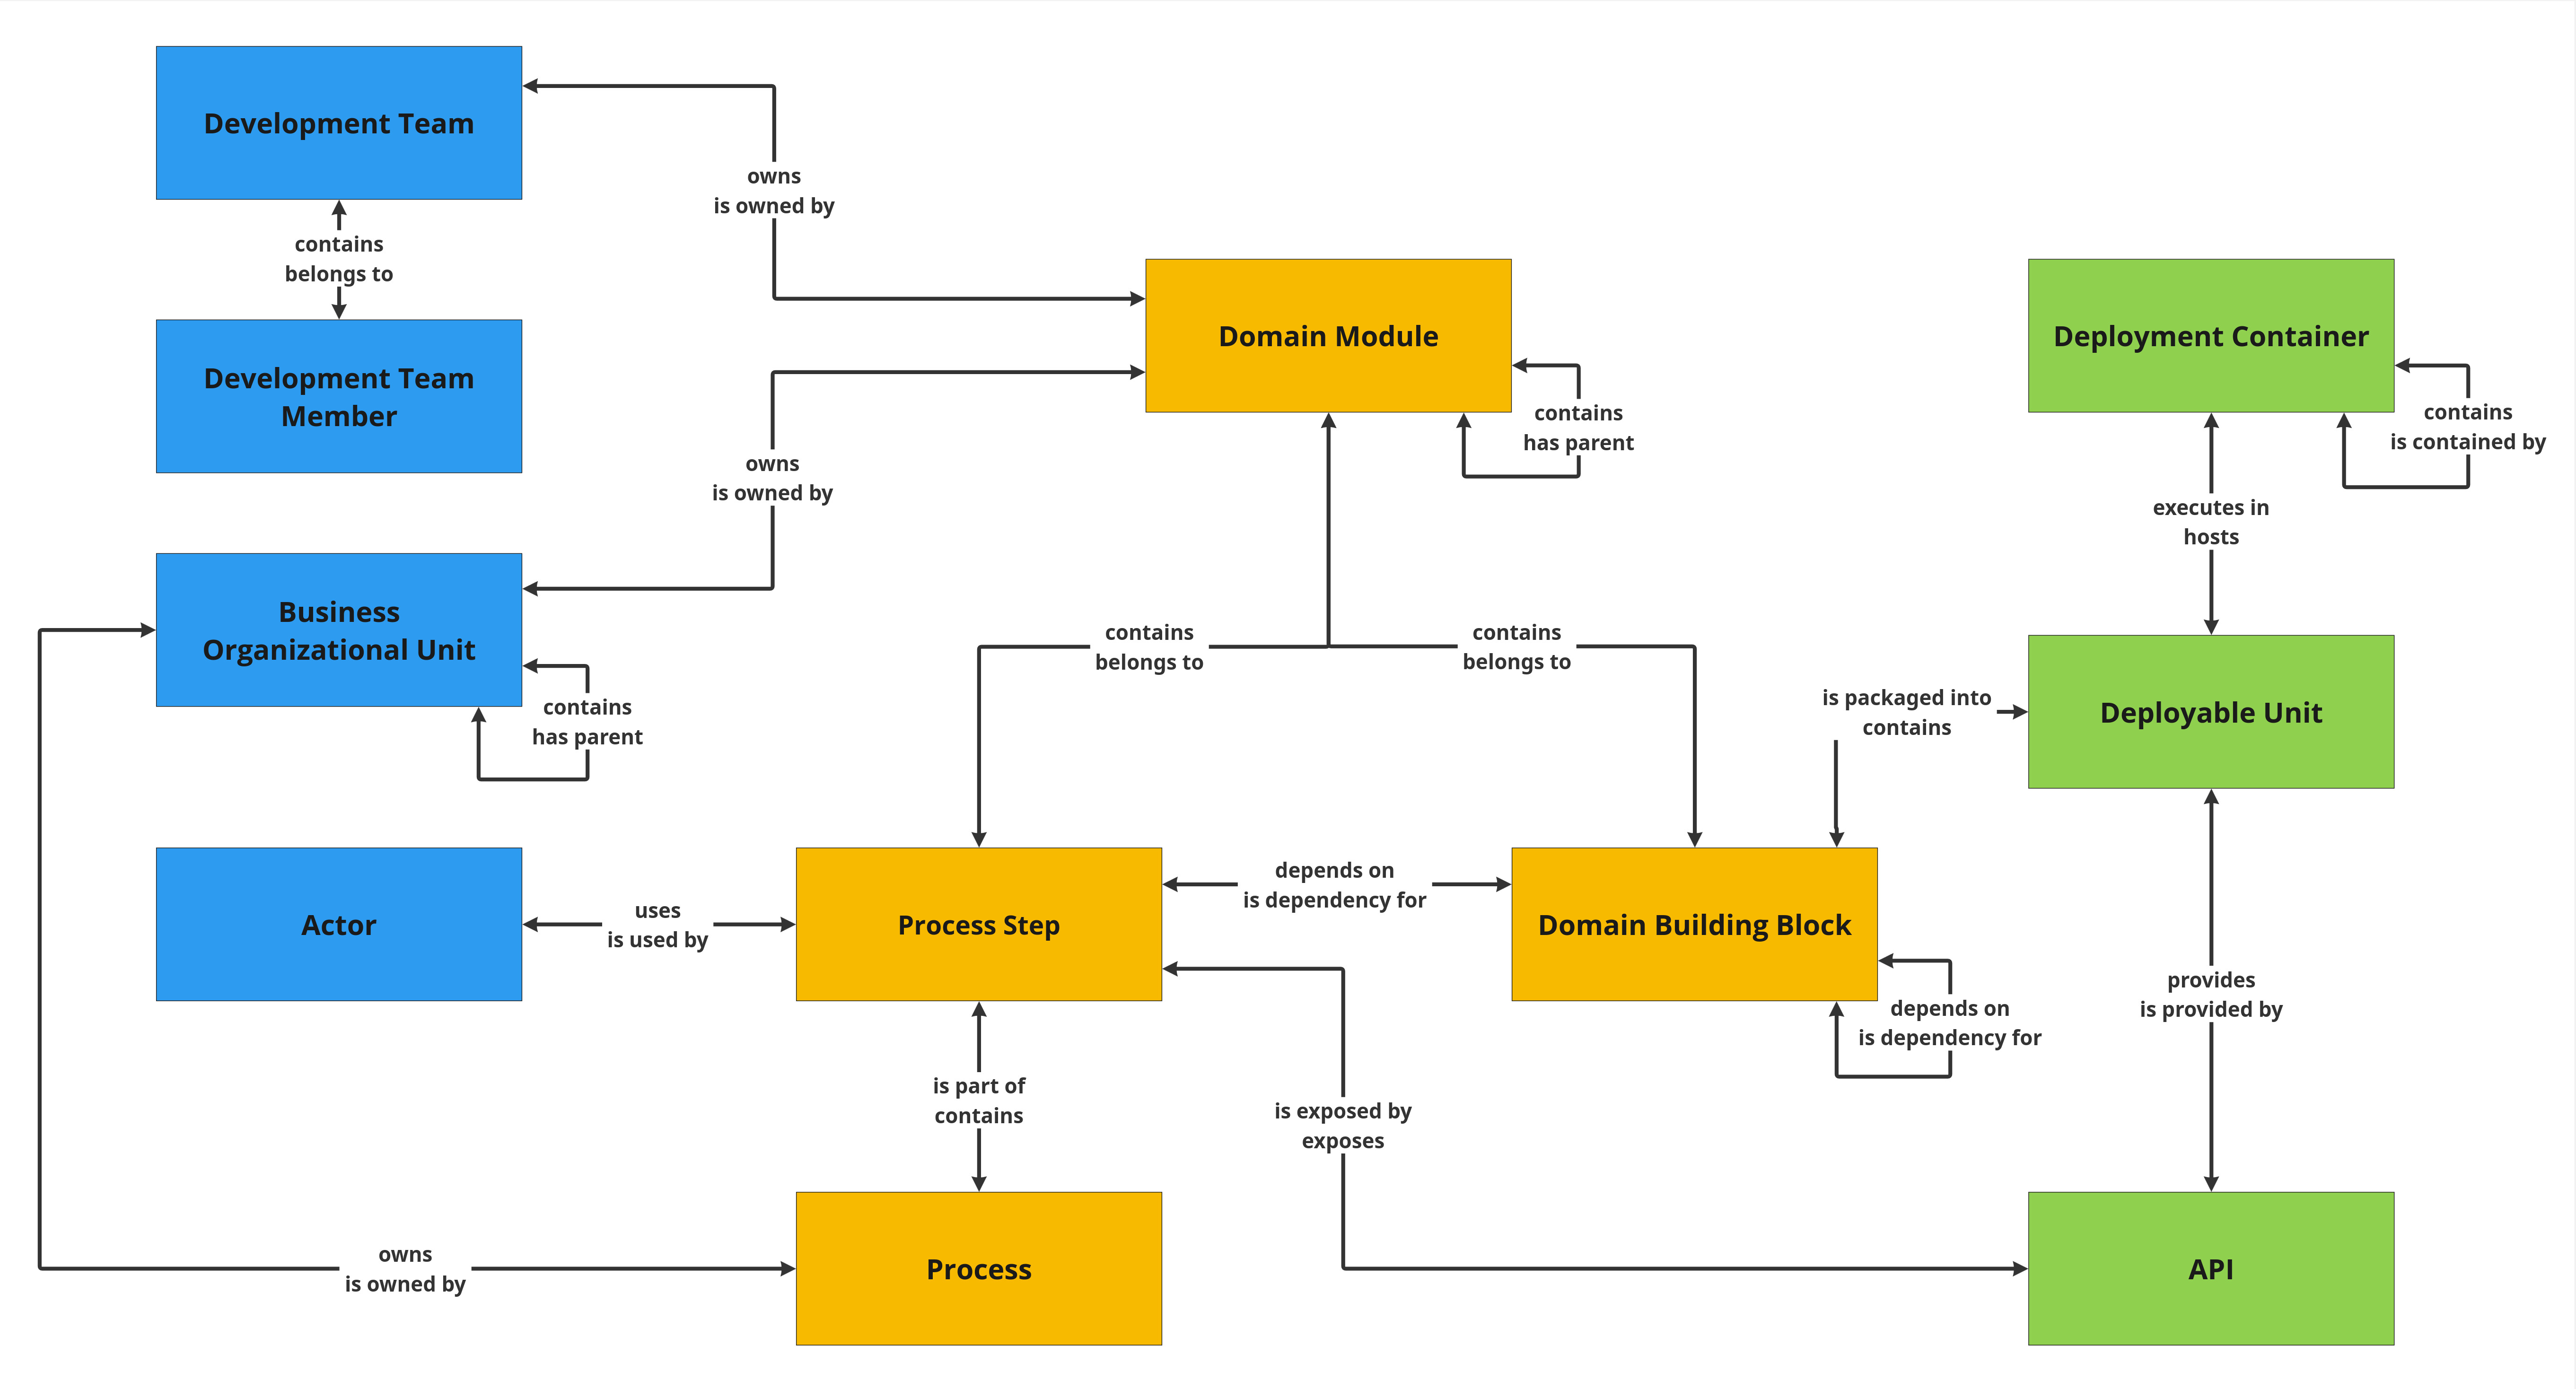 Development Team
owns
is owned by
contains
belongs to
Domain Module
Deployment Container
Development Team
Member
contains
has parent
contains
is contained by
owns
is owned by
executes in
hosts
Business
Organizational Unit
contains
belongs to
contains
belongs to
contains
has parent
is packaged into
contains
Deployable Unit
Actor
uses
is used by
Process Step
depends on
is dependency for
Domain Building Block
depends on
is dependency for
provides
is provided by
is part of
contains
is exposed by
exposes
owns
is owned by
Process
API